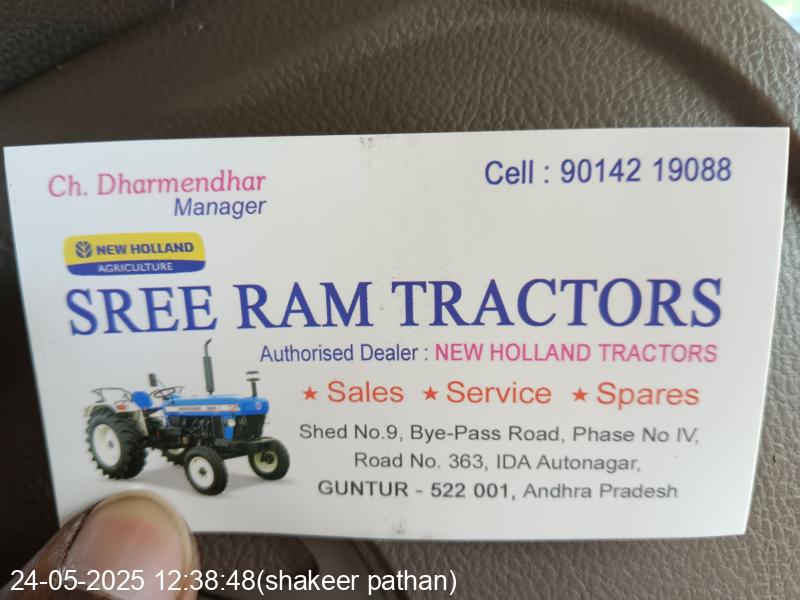 Ch. Dharmendhar
Manager
Cell : 90142 19088
NEW HOLLAND
AGRICULTURE
SREE RAM TRACTORS
Authorised Dealer : NEW HOLLAND TRACTORS
★ Sales ★ Service ★ Spares
Shed No.9, Bye-Pass Road, Phase No IV,
Road No. 363, IDA Autonagar,
GUNTUR - 522 001, Andhra Pradesh
24-05-2025 12:38:48(shakeer pathan)